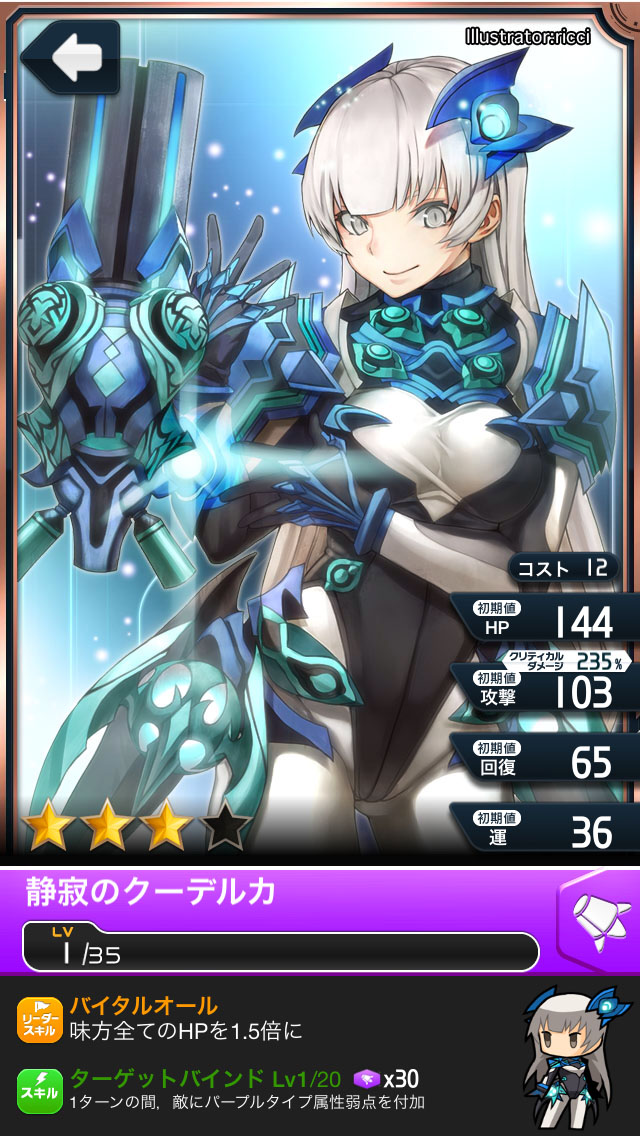 Illustrator:ricci
コスト 12
初期値
HP 144
クリティカル
ダメージ 235%
初期値
攻撃 103
初期値
回復 65
初期値
運 36
静寂のクーデルカ
LV
1/35
リーダー
スキル
バイタルオール
味方全てのHPを1.5倍に
スキル
ターゲットバインド Lv1/20 x30
1ターンの間, 敵にパープルタイプ属性弱点を付加